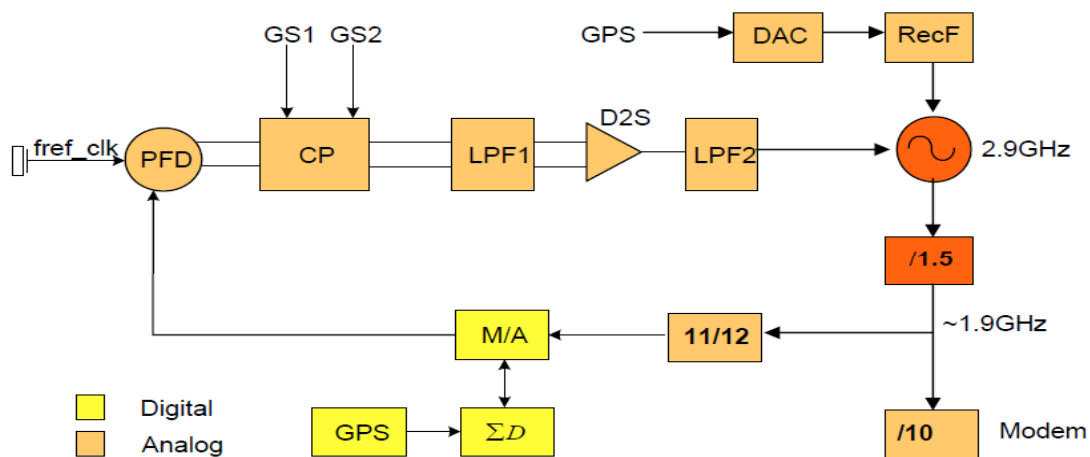 GS1 GS2
GPS
DAC
RecF
D2S
fref_clk
PFD
CP
LPF1
LPF2
2.9GHz
/1.5
~1.9GHz
M/A
11/12
Digital
Analog
GPS
ΣD
/10
Modem